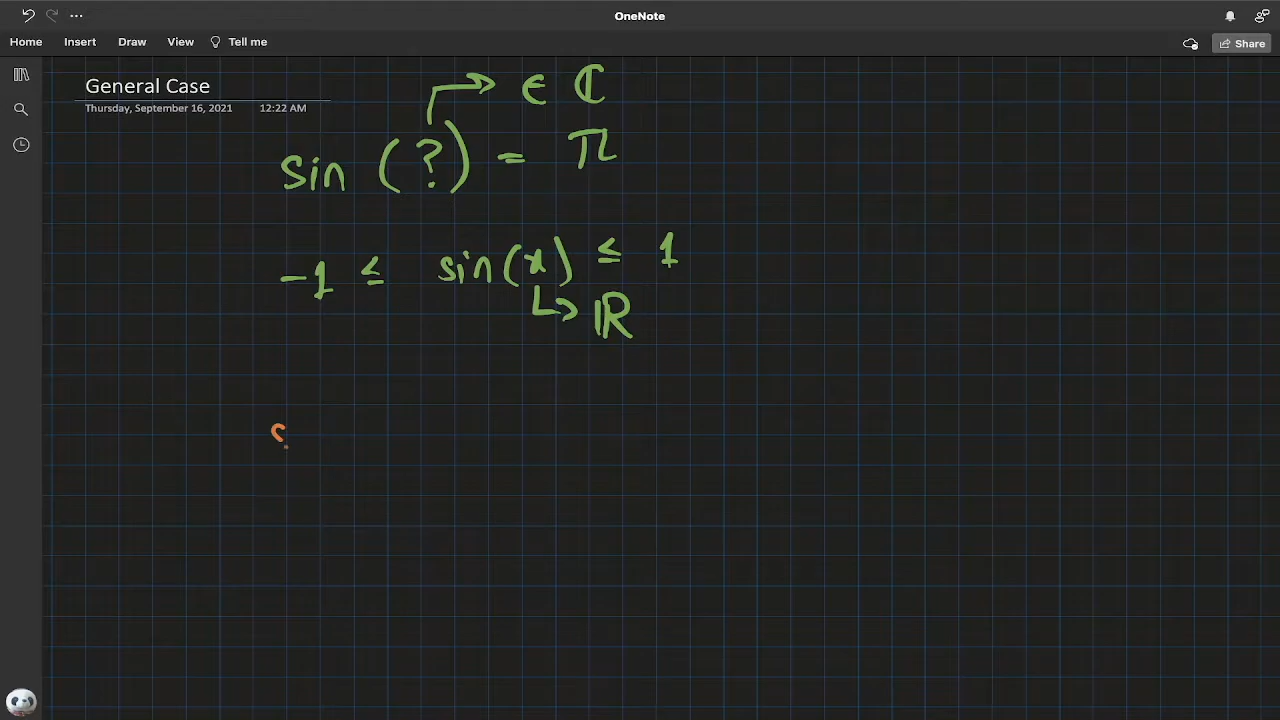 OneNote
Home Insert Draw View Tell me Share
General Case
Thursday, September 16, 2021 12:22 AM
∈ ℂ
sin (?) = π
-1 ≤ sin(x) ≤ 1
ℝ